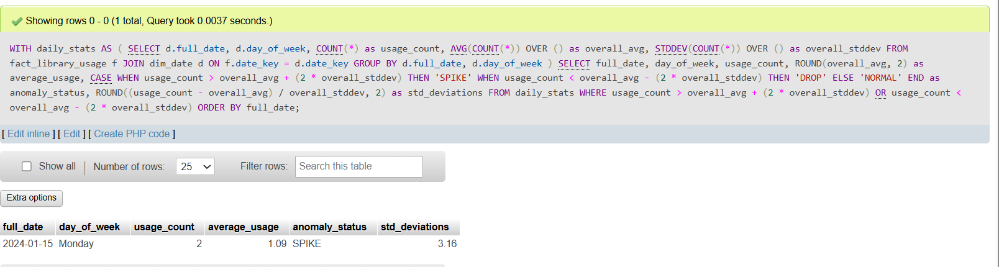 Showing rows 0 - 0 (1 total, Query took 0.0037 seconds.)
WITH daily_stats AS ( SELECT d.full_date, d.day_of_week, COUNT(*) as usage_count, AVG(COUNT(*)) OVER () as overall_avg, STDDEV(COUNT(*)) OVER () as overall_stddev FROM
fact_library_usage f JOIN dim_date d ON f.date_key = d.date_key GROUP BY d.full_date, d.day_of_week ) SELECT full_date, day_of_week, usage_count, ROUND(overall_avg, 2) as
average_usage, CASE WHEN usage_count > overall_avg + (2 * overall_stddev) THEN 'SPIKE' WHEN usage_count < overall_avg - (2 * overall_stddev) THEN 'DROP' ELSE 'NORMAL' END as
anomaly_status, ROUND((usage_count - overall_avg) / overall_stddev, 2) as std_deviations FROM daily_stats WHERE usage_count > overall_avg + (2 * overall_stddev) OR usage_count <
overall_avg - (2 * overall_stddev) ORDER BY full_date;
[ Edit inline ] [ Edit ] [ Create PHP code ]
Show all Number of rows: 25 Filter rows: Search this table
Extra options
full_date day_of_week usage_count average_usage anomaly_status std_deviations
2024-01-15 Monday 2 1.09 SPIKE 3.16